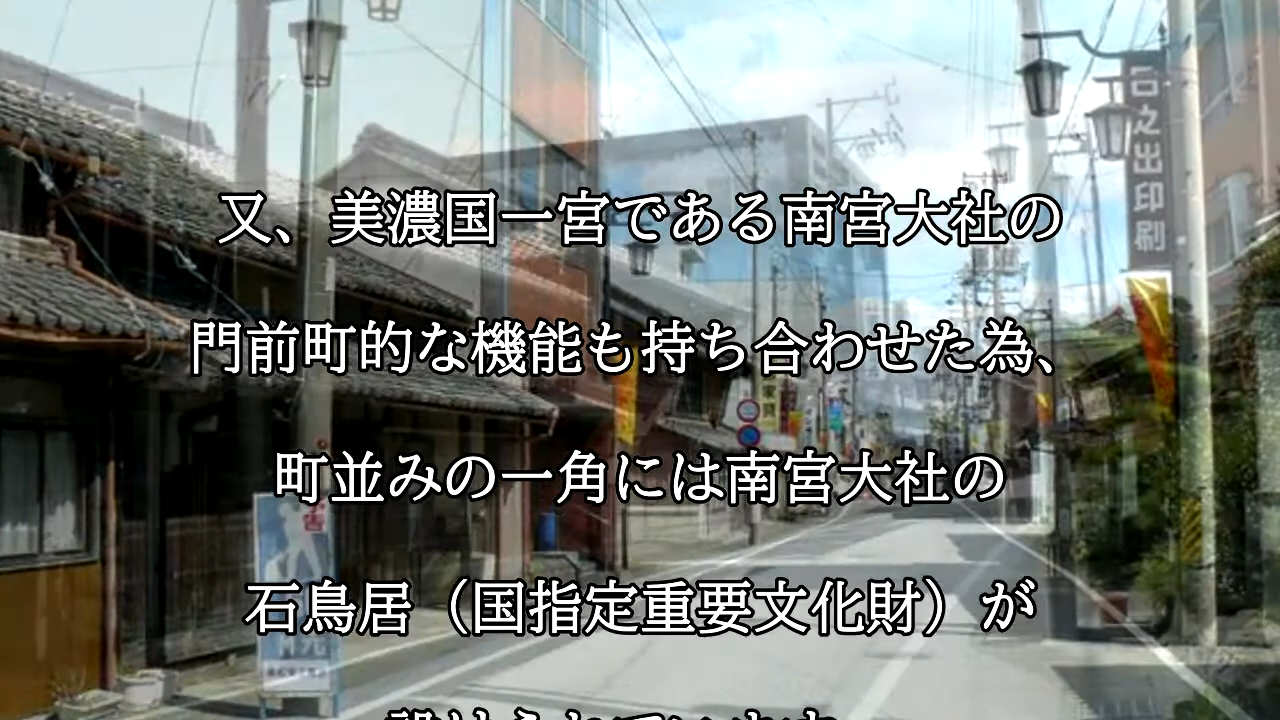 又、美濃国一宮である南宮大社の
門前町的な機能も持ち合わせた為、
町並みの一角には南宮大社の
石鳥居（国指定重要文化財）が
之出印刷